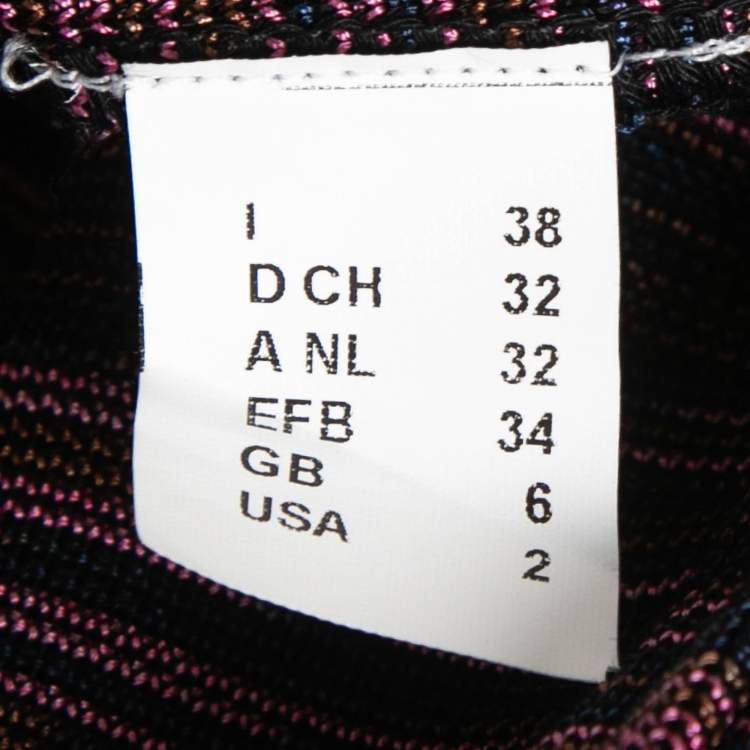 I 38
D CH 32
A NL 32
EFB 34
GB 6
USA 2